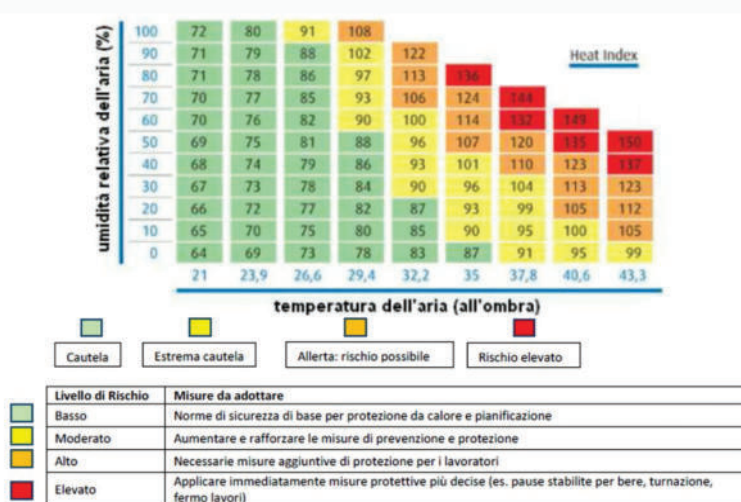 umidità relativa dell'aria (%)
100 72 80 91 108
90 71 79 88 102 122
80 71 78 86 97 113 136
70 70 77 85 93 106 124 144
60 70 76 82 90 100 114 132 149
50 69 75 81 88 96 107 120 135 150
40 68 74 79 86 93 101 110 123 137
30 67 73 78 84 90 96 104 113 123
20 66 72 77 82 87 93 99 105 112
10 65 70 75 80 85 90 95 100 105
0 64 69 73 78 83 87 91 95 99
Heat Index
21 23,9 26,6 29,4 32,2 35 37,8 40,6 43,3
temperatura dell'aria (all'ombra)
Cautela Estrema cautela Allerta: rischio possibile Rischio elevato
Livello di Rischio Misure da adottare
Basso Norme di sicurezza di base per protezione da calore e pianificazione
Moderato Aumentare e rafforzare le misure di prevenzione e protezione
Alto Necessarie misure aggiuntive di protezione per i lavoratori
Elevato Applicare immediatamente misure protettive più decise (es. pause stabilite per bere, turnazione,
fermo lavori)